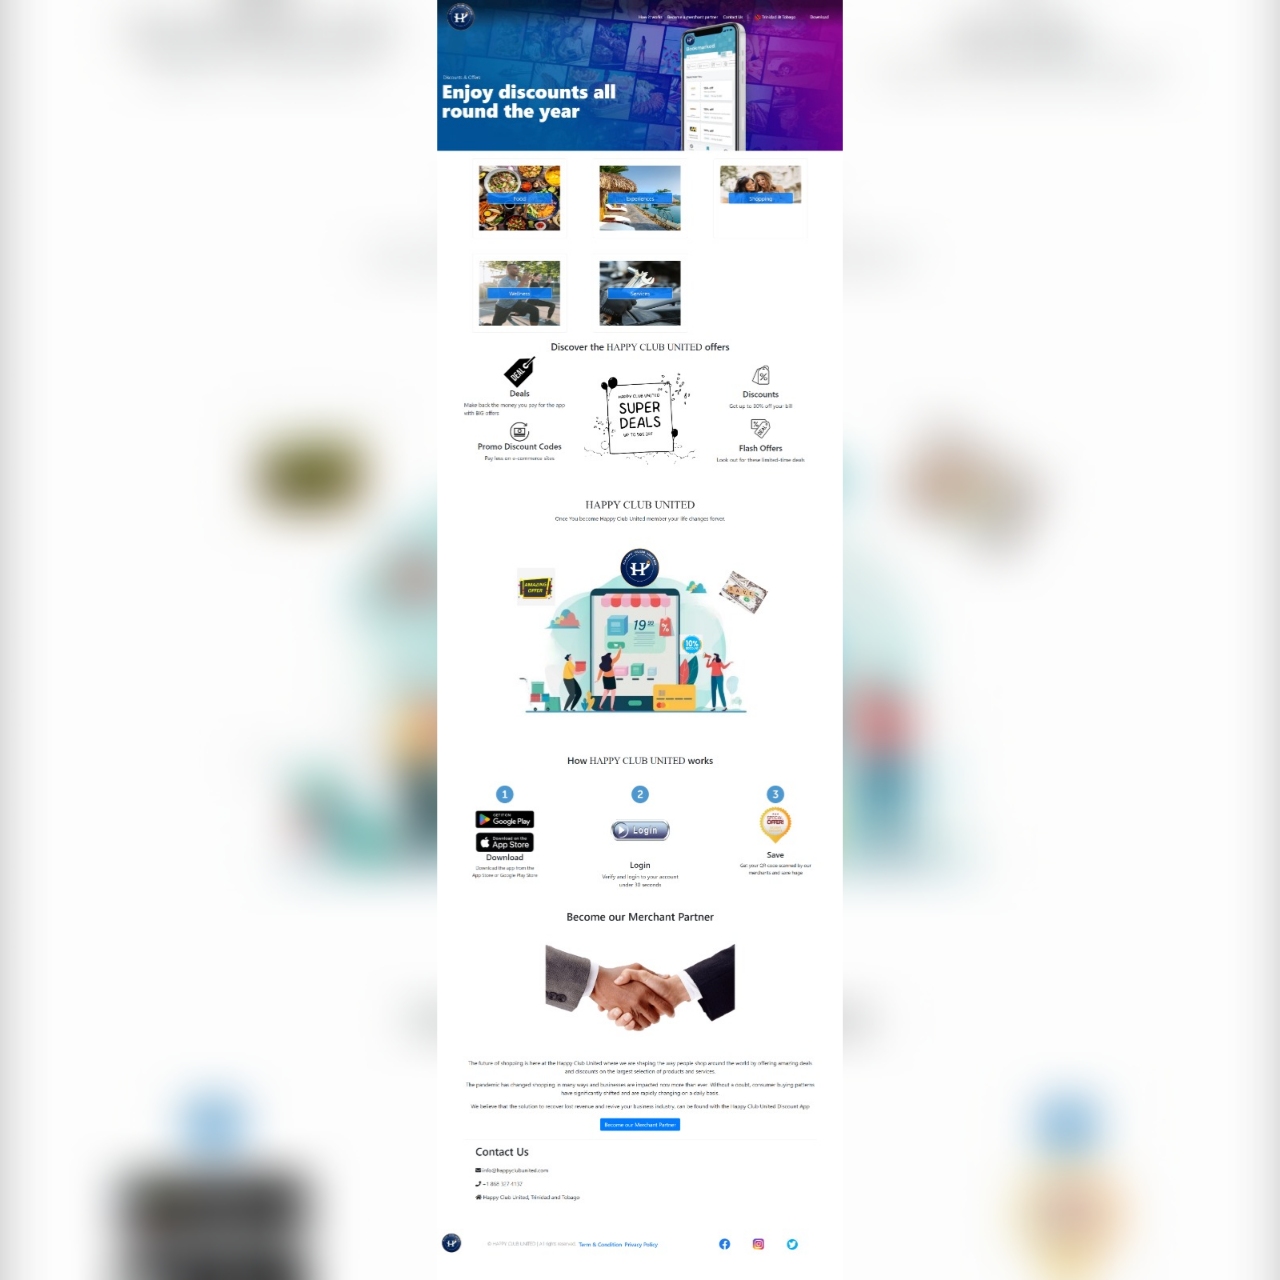 How it works Become a merchant partner Contact Us Trinidad & Tobago Download
Discounts & Offers
Enjoy discounts all
round the year
Food
Experiences
Shopping
Wellness
Services
Discover the HAPPY CLUB UNITED offers
Deals
Make back the money you pay for the app
with BIG offers
Promo Discount Codes
Pay less on e-commerce sites
HAPPY CLUB UNITED
SUPER
DEALS
Discounts
Get up to 50% off your bill
Flash Offers
Look out for these limited-time deals
HAPPY CLUB UNITED
Once You become Happy Club United member your life changes forver.
AMAZING
OFFER
19
10%
How HAPPY CLUB UNITED works
1
2
3
GET IT ON
Google Play
Download on the
App Store
Download
Download the app from the
App Store or Google Play Store
Login
Login
Verify and login to your account
under 30 seconds
SPECIAL
OFFER!
Save
Get your QR code scanned by our
merchants and save huge
Become our Merchant Partner
The future of shopping is here at the Happy Club United where we are shaping the way people shop around the world by offering amazing deals
and discounts on the largest selection of products and services.
The pandemic has changed shopping in many ways and businesses are impacted now more than ever. Without a doubt, consumer buying patterns
have significantly shifted and are rapidly changing on a daily basis.
We believe that the solution to recover lost revenue and revive your business industry, can be found with the Happy Club United Discount App
Become our Merchant Partner
Contact Us
info@happyclubunited.com
Happy Club United, Trinidad and Tobago
© HAPPY CLUB UNITED | All rights reserved. Term & Condition Privacy Policy